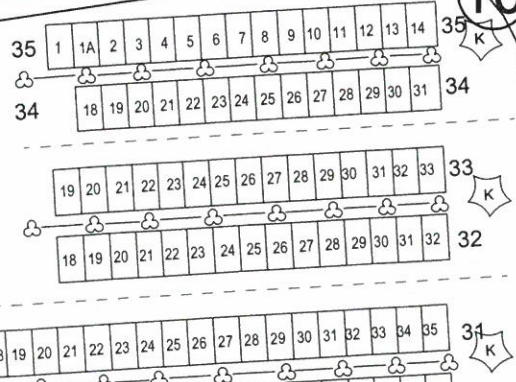 35 1 1A 2 3 4 5 6 7 8 9 10 11 12 13 14 35 K
34 18 19 20 21 22 23 24 25 26 27 28 29 30 31 34
19 20 21 22 23 24 25 26 27 28 29 30 31 32 33 33 K
18 19 20 21 22 23 24 25 26 27 28 29 30 31 32 32
19 20 21 22 23 24 25 26 27 28 29 30 31 32 33 34 35 31 K